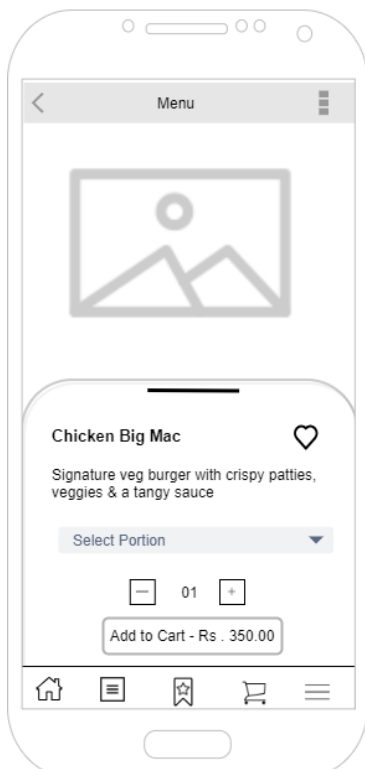 Menu
Chicken Big Mac
Signature veg burger with crispy patties,
veggies & a tangy sauce
Select Portion
01
Add to Cart - Rs . 350.00